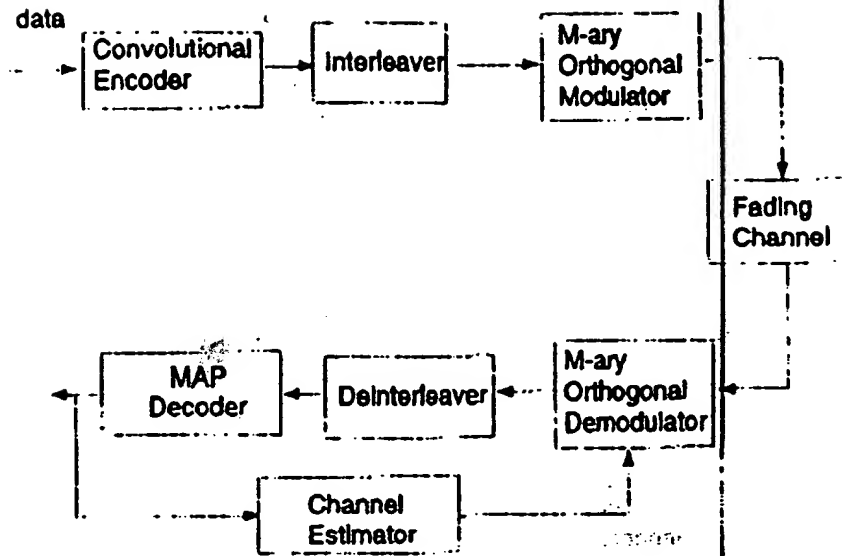 data
Convolutional
Encoder
Interleaver
M-ary
Orthogonal
Modulator
Fading
Channel
MAP
Decoder
Deinterleaver
M-ary
Orthogonal
Demodulator
Channel
Estimator